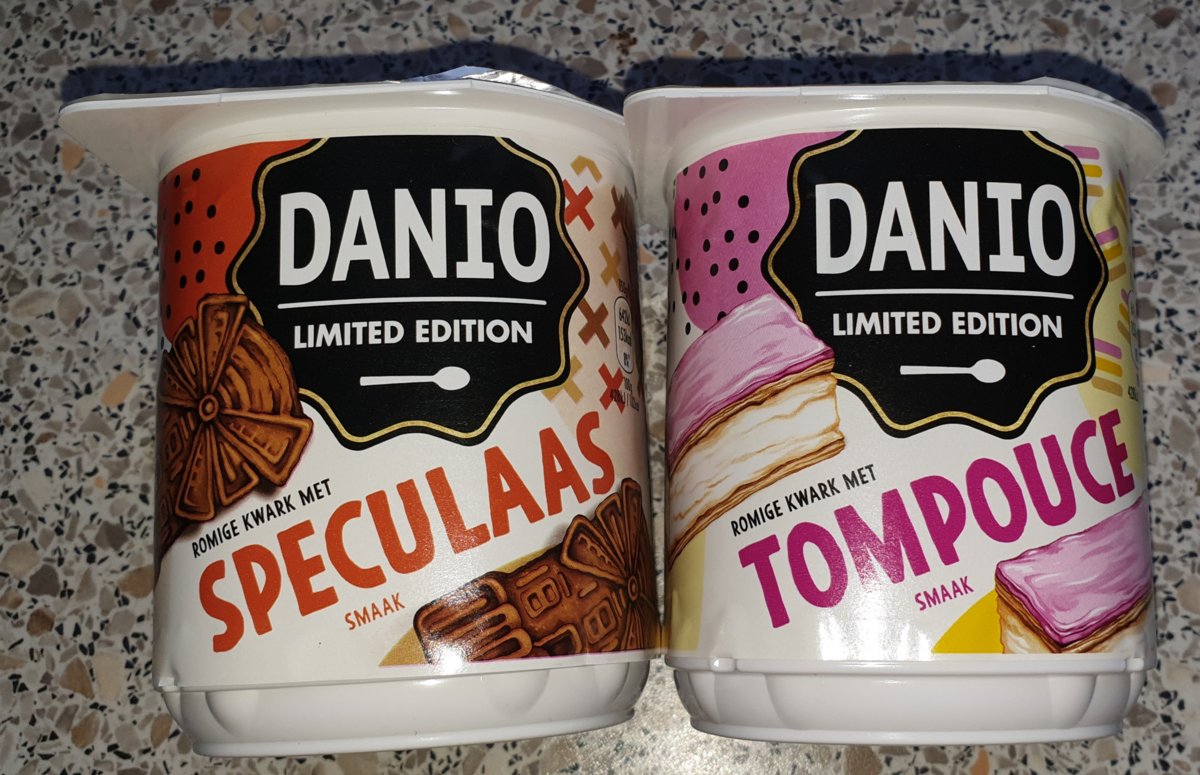 DANIO
LIMITED EDITION
ROMIGE KWARK MET
SPECULAAS
SMAAK
DANIO
LIMITED EDITION
ROMIGE KWARK MET
TOMPOUCE
SMAAK